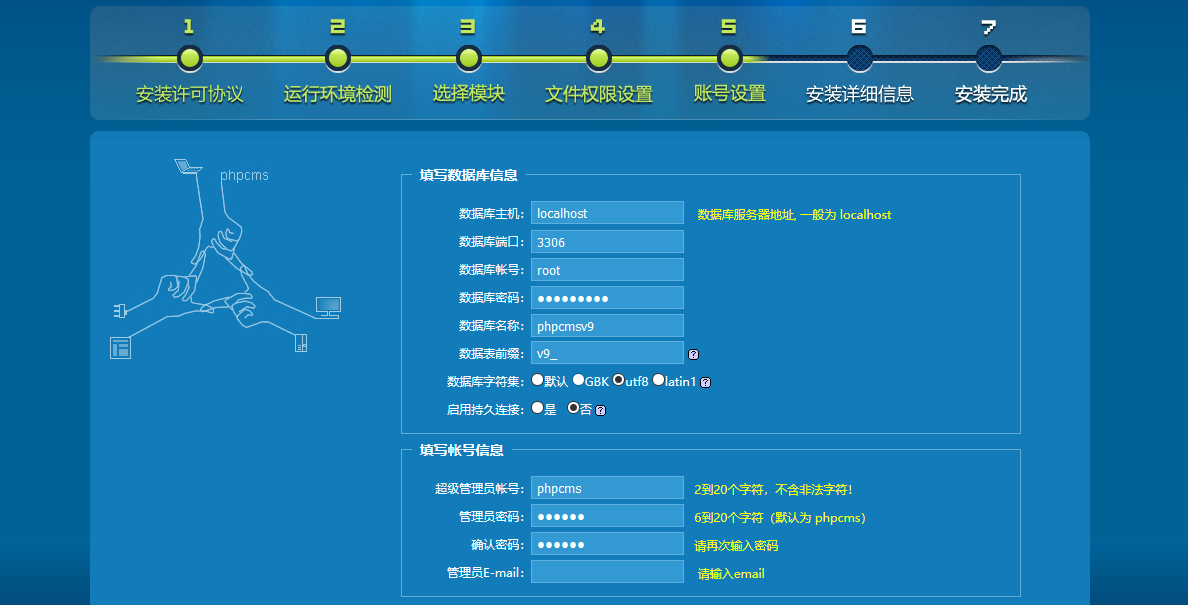 1 2 3 4 5 6 7
安装许可协议 运行环境检测 选择模块 文件权限设置 账号设置 安装详细信息 安装完成
phpcms
填写数据库信息
数据库主机： localhost 数据库服务器地址, 一般为 localhost
数据库端口： 3306
数据库帐号： root
数据库密码： ●●●●●●●●●
数据库名称： phpcmsv9
数据表前缀： v9_ ?
数据库字符集： 默认 GBK utf8 latin1 ?
启用持久连接： 是 否 ?
填写帐号信息
超级管理员帐号： phpcms 2到20个字符，不含非法字符！
管理员密码： ●●●●●● 6到20个字符（默认为 phpcms）
确认密码： ●●●●●● 请再次输入密码
管理员E-mail： 请输入email